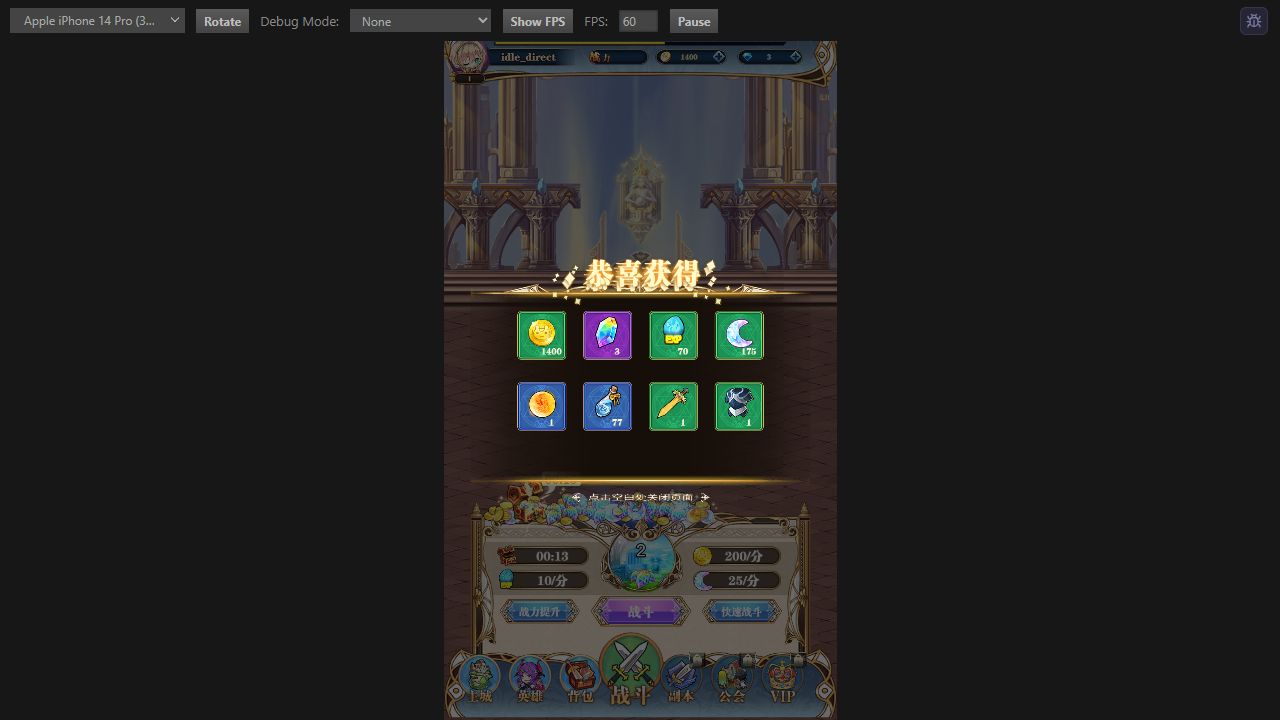 Apple iPhone 14 Pro (3...
Rotate
Debug Mode:
None
Show FPS
FPS:
60
Pause
idle_direct
战力
1400
3
1
恭喜获得
1400
3
70
175
1
77
1
1
点击空白处关闭页面
00:13
2
200/分
10/分
25/分
战力提升
战斗
快速战斗
主城
英雄
背包
战斗
副本
公会
VIP